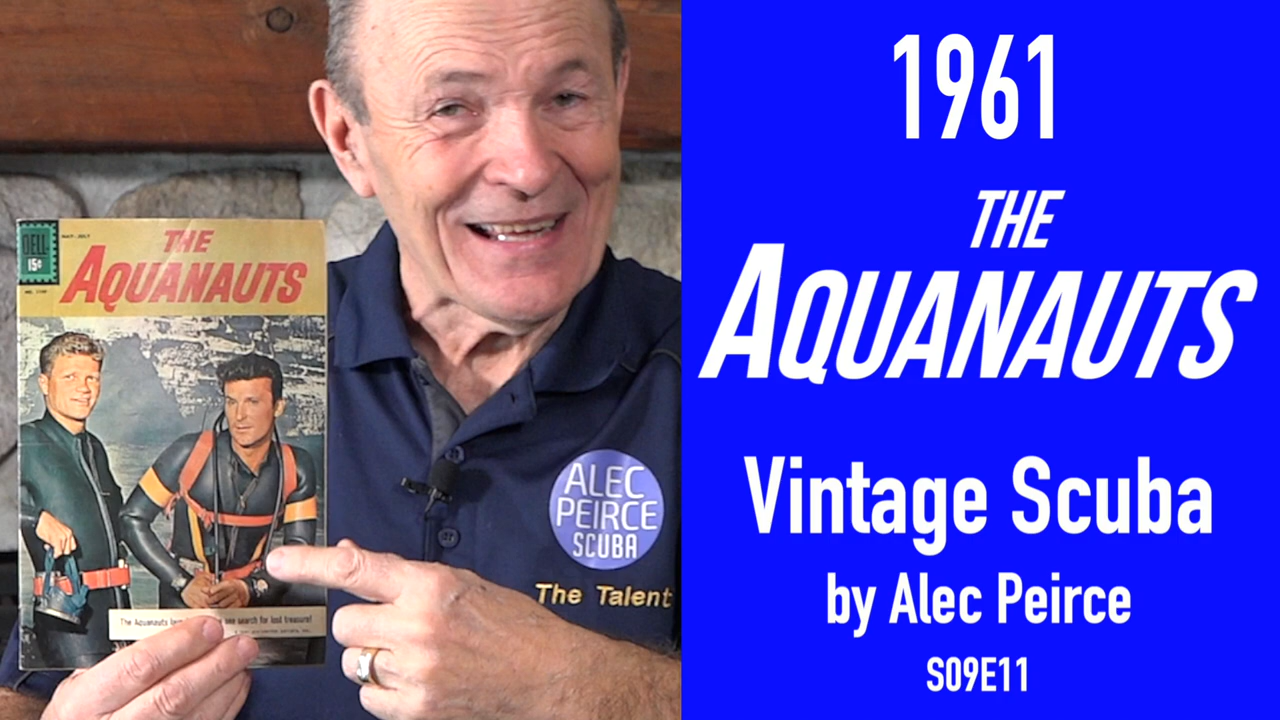 DELL
15¢
MAY-JULY
THE
AQUANAUTS
The Aquanauts search for lost treasure!
ALEC
PEIRCE
SCUBA
The Talent
1961
THE
AQUANAUTS
Vintage Scuba
by Alec Peirce
S09E11